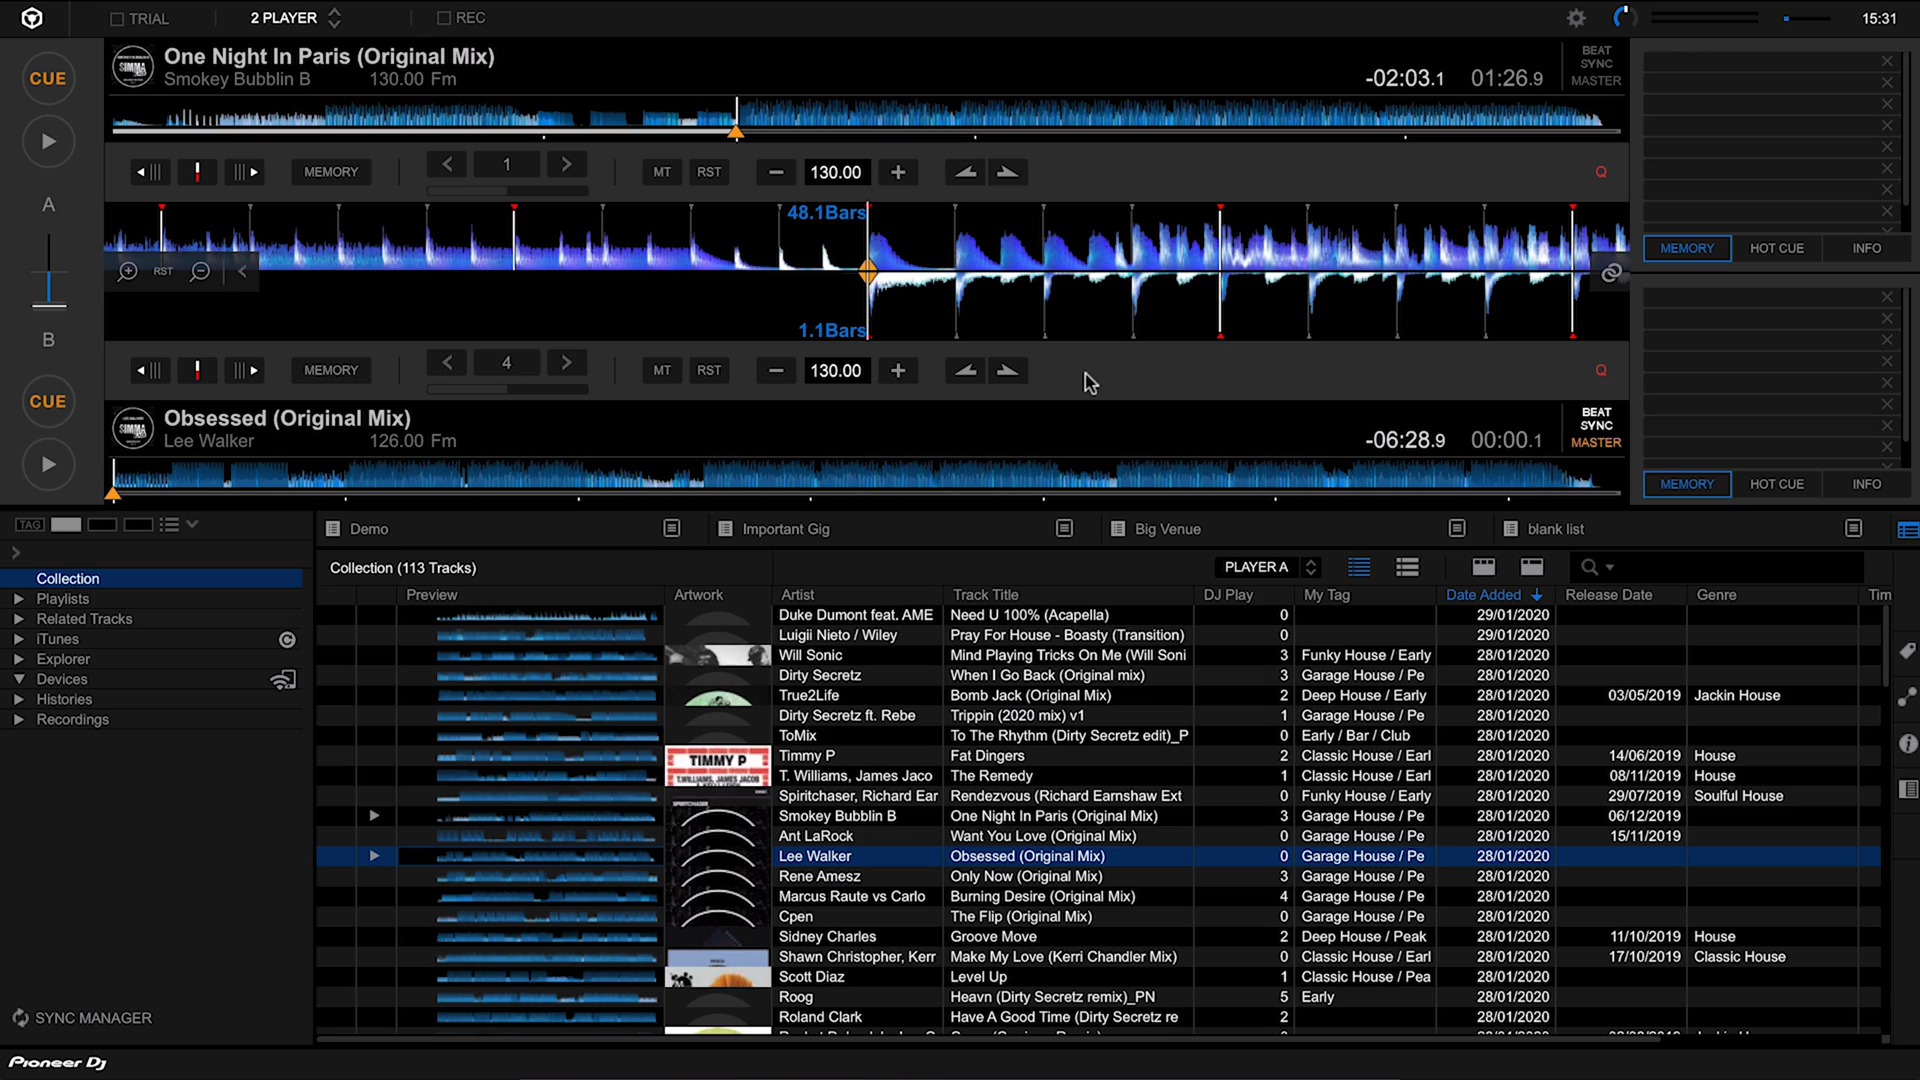 TRIAL 2 PLAYER REC 15:31
CUE One Night In Paris (Original Mix) BEAT
SYNC
Smokey Bubblin B 130.00 Fm -02:03.1 01:26.9 MASTER
MEMORY 1 MT RST 130.00 Q
A
48.1Bars
MEMORY HOT CUE INFO
RST
1.1Bars
B
MEMORY 4 MT RST 130.00 Q
CUE
Obsessed (Original Mix) BEAT
SYNC
Lee Walker 126.00 Fm -06:28.9 00:00.1 MASTER
MEMORY HOT CUE INFO
TAG Demo Important Gig Big Venue blank list
Collection (113 Tracks) PLAYER A
Collection
Playlists
Related Tracks
iTunes
Explorer
Devices
Histories
Recordings
SYNC MANAGER
Pioneer Dj
Preview Artwork Artist Track Title DJ Play My Tag Date Added Release Date Genre Tim
Duke Dumont feat. AME Need U 100% (Acapella) 0 29/01/2020
Luigii Nieto / Wiley Pray For House - Boasty (Transition) 0 29/01/2020
Will Sonic Mind Playing Tricks On Me (Will Soni 3 Funky House / Early 28/01/2020
Dirty Secretz When I Go Back (Original mix) 3 Garage House / Pe 28/01/2020
True2Life Bomb Jack (Original Mix) 2 Deep House / Early 28/01/2020 03/05/2019 Jackin House
Dirty Secretz ft. Rebe Trippin (2020 mix) v1 1 Garage House / Pe 28/01/2020
ToMix To The Rhythm (Dirty Secretz edit)_P 0 Early / Bar / Club 28/01/2020
TIMMY P Timmy P Fat Dingers 2 Classic House / Earl 28/01/2020 14/06/2019 House
T. Williams, James Jaco The Remedy 1 Classic House / Earl 28/01/2020 08/11/2019 House
Spiritchaser, Richard Ear Rendezvous (Richard Earnshaw Ext 0 Funky House / Early 28/01/2020 29/07/2019 Soulful House
Smokey Bubblin B One Night In Paris (Original Mix) 3 Garage House / Pe 28/01/2020 06/12/2019
Ant LaRock Want You Love (Original Mix) 0 Garage House / Pe 28/01/2020 15/11/2019
Lee Walker Obsessed (Original Mix) 0 Garage House / Pe 28/01/2020
Rene Amesz Only Now (Original Mix) 3 Garage House / Pe 28/01/2020
Marcus Raute vs Carlo Burning Desire (Original Mix) 4 Garage House / Pe 28/01/2020
Cpen The Flip (Original Mix) 0 Garage House / Pe 28/01/2020
Sidney Charles Groove Move 2 Deep House / Peak 28/01/2020 11/10/2019 House
Shawn Christopher, Kerr Make My Love (Kerri Chandler Mix) 0 Classic House / Earl 28/01/2020 17/10/2019 Classic House
Scott Diaz Level Up 1 Classic House / Pea 28/01/2020
Roog Heavn (Dirty Secretz remix)_PN 5 Early 28/01/2020
Roland Clark Have A Good Time (Dirty Secretz re 2 28/01/2020